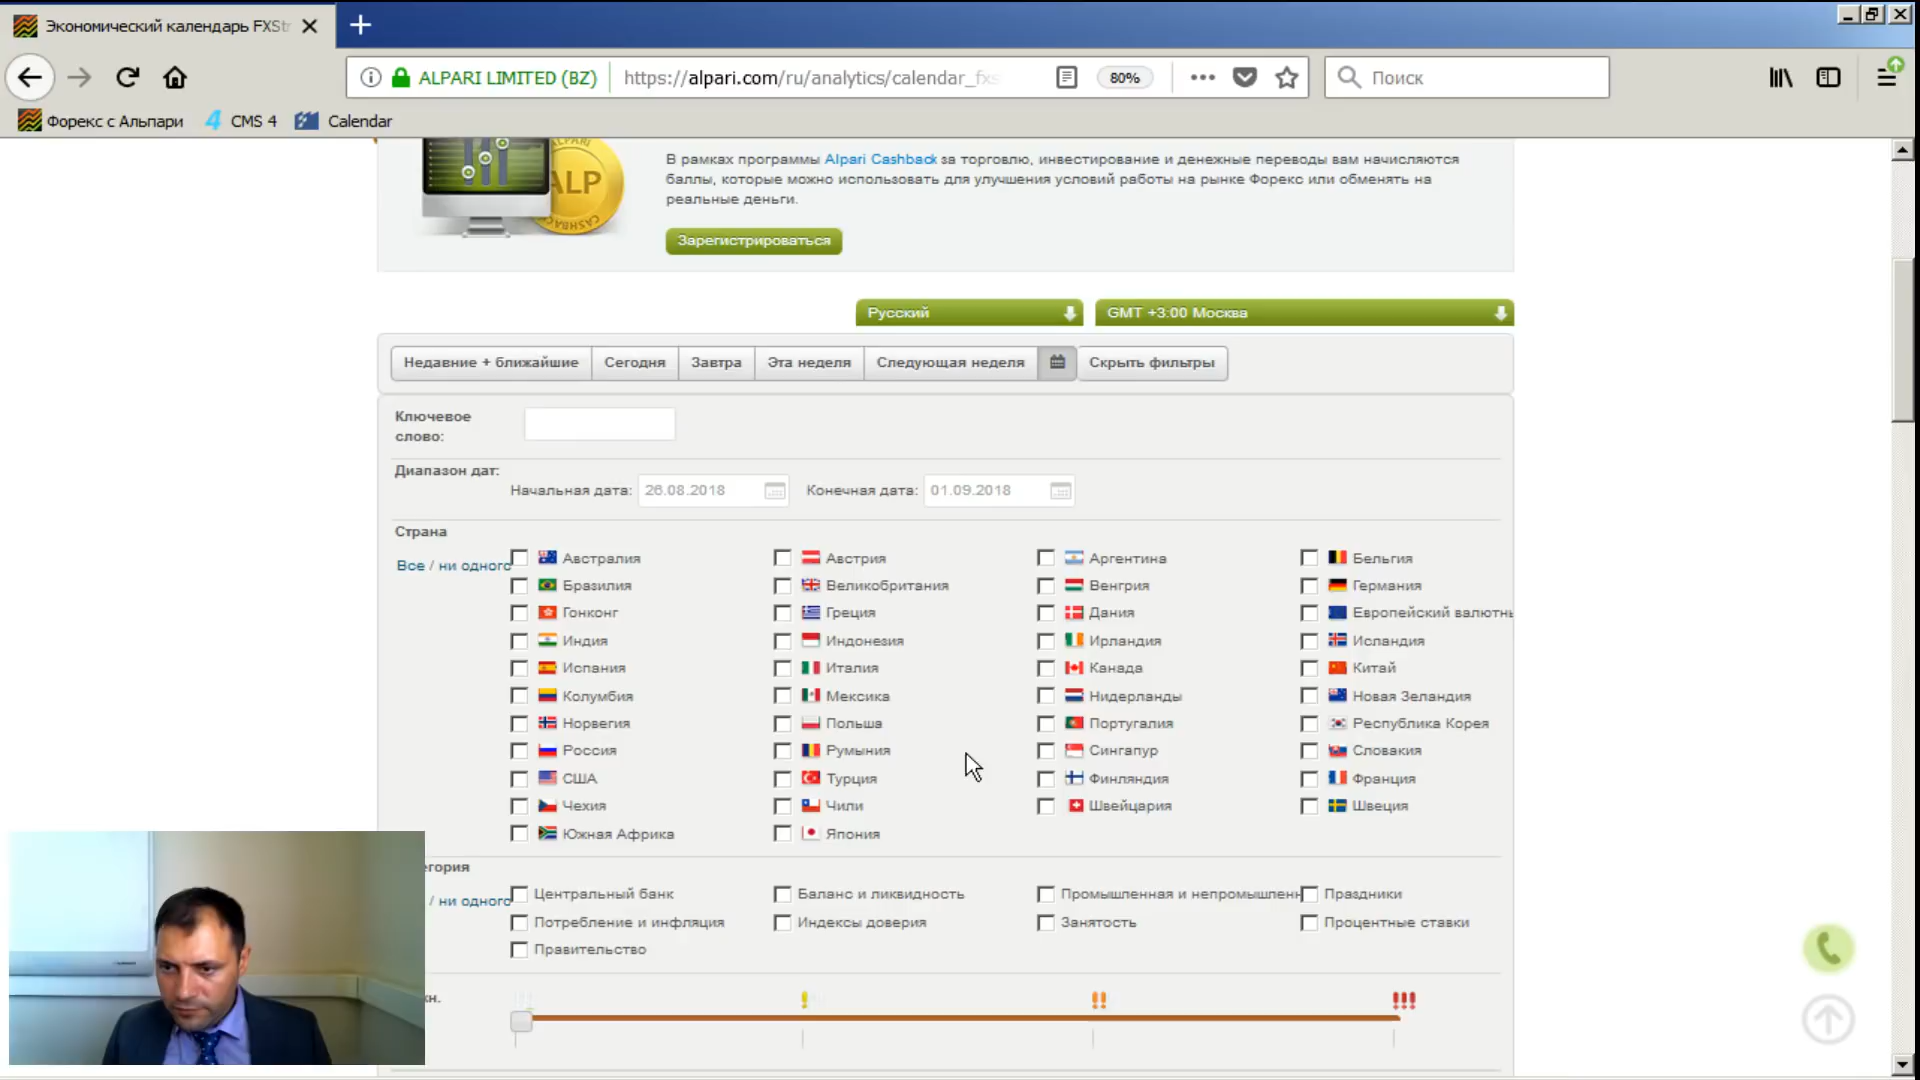 Экономический календарь FXStr
ALPARI LIMITED (BZ)
https://alpari.com/ru/analytics/calendar_fxs
80%
Поиск
Форекс с Альпари
CMS 4
Calendar
ALPARI
ALP
CASHBACK
В рамках программы Alpari Cashback за торговлю, инвестирование и денежные переводы вам начисляются
баллы, которые можно использовать для улучшения условий работы на рынке Форекс или обменять на
реальные деньги.
Зарегистрироваться
Русский
GMT +3:00 Москва
Недавние + ближайшие
Сегодня
Завтра
Эта неделя
Следующая неделя
Скрыть фильтры
Ключевое
слово:
Диапазон дат:
Начальная дата: 26.08.2018
Конечная дата: 01.09.2018
Страна
Все / ни одного
Австралия
Австрия
Аргентина
Бельгия
Бразилия
Великобритания
Венгрия
Германия
Гонконг
Греция
Дания
Европейский валютны
Индия
Индонезия
Ирландия
Исландия
Испания
Италия
Канада
Китай
Колумбия
Мексика
Нидерланды
Новая Зеландия
Норвегия
Польша
Португалия
Республика Корея
Россия
Румыния
Сингапур
Словакия
США
Турция
Финляндия
Франция
Чехия
Чили
Швейцария
Швеция
Южная Африка
Япония
егория
/ ни одного
Центральный банк
Баланс и ликвидность
Промышленная и непромышленн
Праздники
Потребление и инфляция
Индексы доверия
Занятость
Процентные ставки
Правительство
жн.
! !! !!!